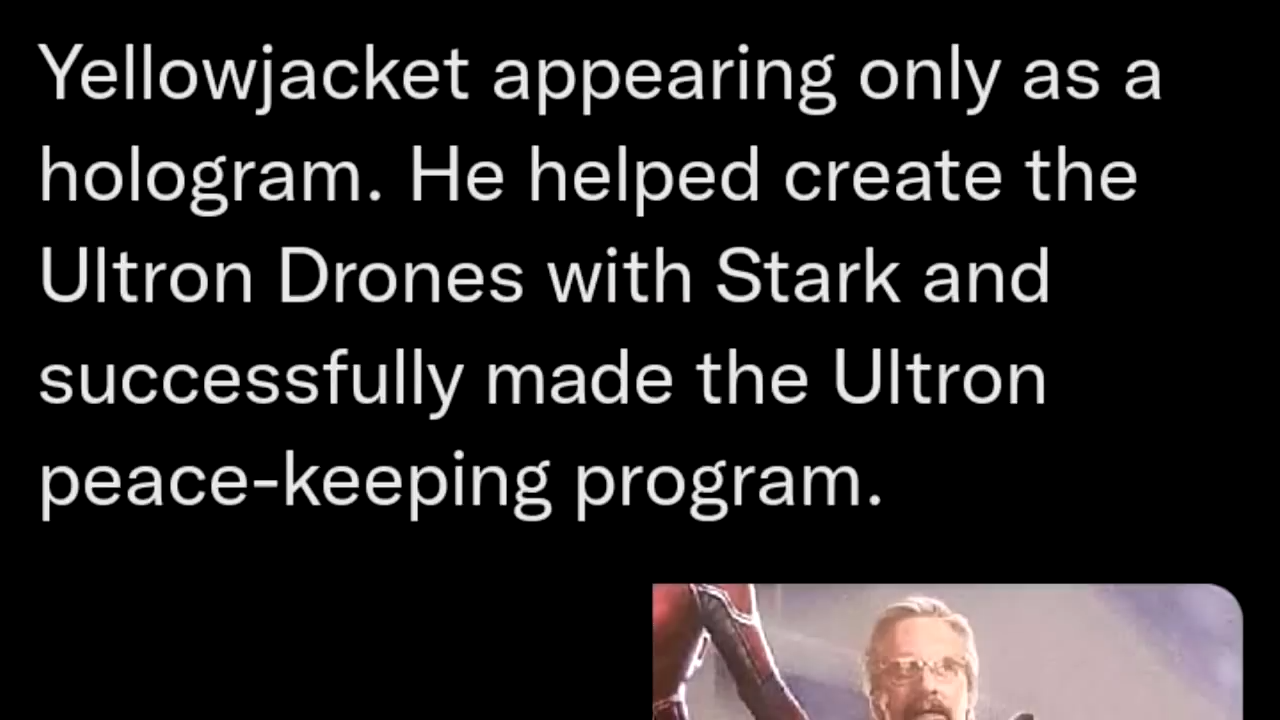 Yellowjacket appearing only as a
hologram. He helped create the
Ultron Drones with Stark and
successfully made the Ultron
peace-keeping program.